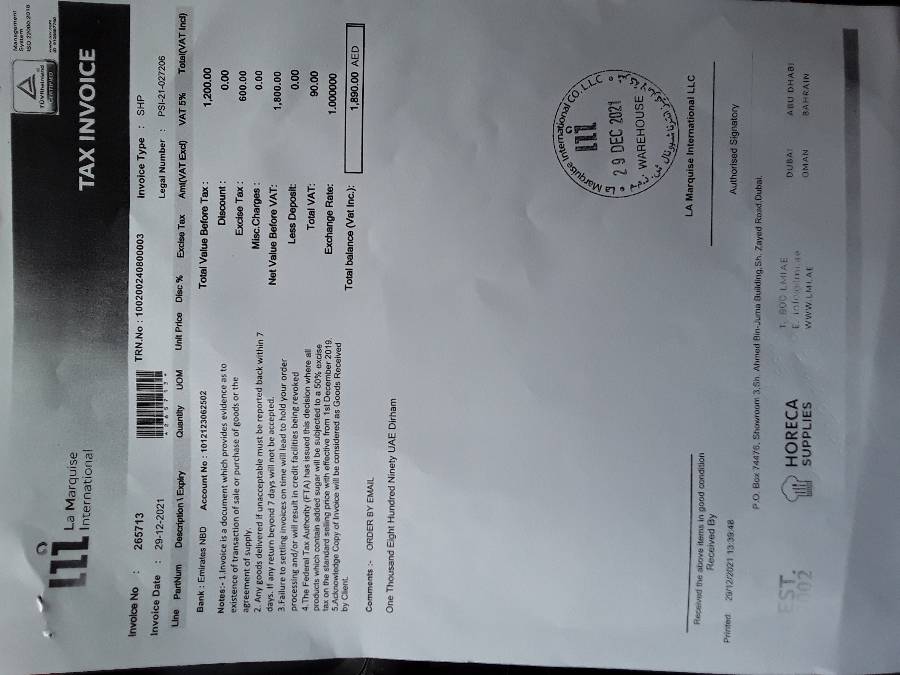 Management
System
ISO 22000:2018
TÜVRheinland
CERTIFIED
La Marquise
International
TAX INVOICE
Invoice No : 265713
TRN.No : 100200240800003
Invoice Type : SHP
Invoice Date : 29-12-2021
* 2 6 5 7 1 3 *
Legal Number : PSI-21-027206
Line PartNum Description \ Expiry Quantity UOM Unit Price Disc % Excise Tax Amt(VAT Excl) VAT 5% Total(VAT Incl)
Bank : Emirates NBD Account No : 1012123062502
Total Value Before Tax : 1,200.00
Notes:- 1.Invoice is a document which provides evidence as to
existence of transaction of sale or purchase of goods or the
agreement of supply.
2. Any goods delivered if unacceptable must be reported back within 7
days. If any return beyond 7 days will not be accepted.
3.Failure to settling invoices on time will lead to hold your order
processing and/or will result in credit facilities being revoked
4.The Federal Tax Authority (FTA) has issued this decision where all
products which contain added sugar will be subjected to a 50% excise
tax on the standard selling price with effective from 1st December 2019.
5.Acknowledge Copy of Invoice will be considered as Goods Received
by Client.
Discount : 0.00
Excise Tax : 600.00
Misc.Charges : 0.00
Net Value Before VAT: 1,800.00
Less Deposit: 0.00
Total VAT: 90.00
Exchange Rate: 1.000000
Total balance (Vat Inc.): 1,890.00 AED
Comments :- ORDER BY EMAIL
One Thousand Eight Hundred Ninety UAE Dirham
La Marquise International CO. L.L.C
29 DEC 2021
WAREHOUSE
LA Marquise International LLC
Received the above items in good condition
Received By
Authorised Signatory
Printed: 29/12/2021 13:39:48
P.O. Box 74476, Showroom 3,Sh. Ahmed Bin-Juma Building,Sh. Zayed Road,Dubai.
EST.
HORECA
SUPPLIES
T. 800 LMI AE
WWW.LMI.AE
DUBAI
ABU DHABI
OMAN
BAHRAIN